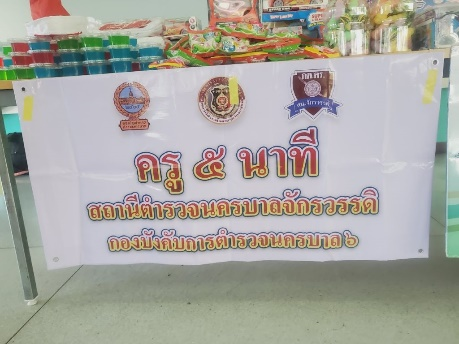 ครู ๕ นาที
สถานีตำรวจนครบาลจักรวรรดิ
กองบังคับการตำรวจนครบาล ๖